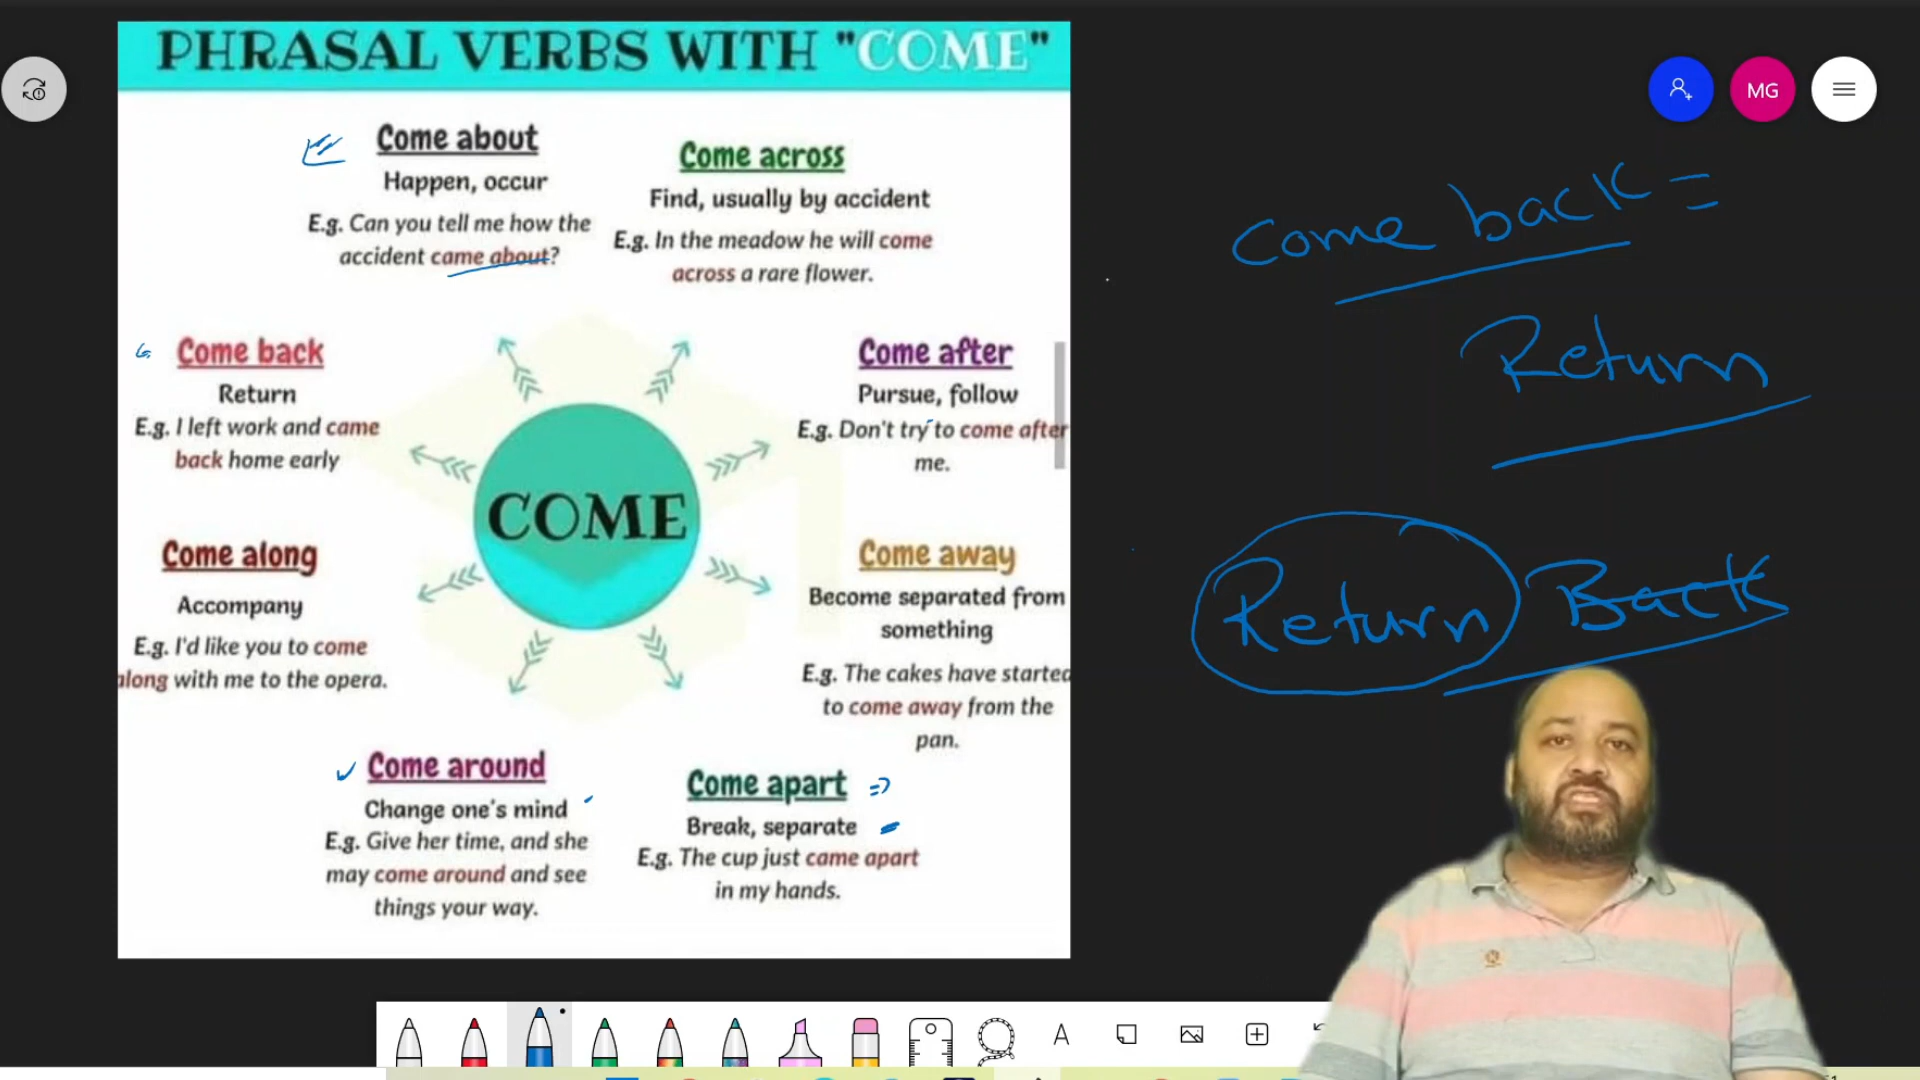 PHRASAL VERBS WITH "COME"
Come about
Happen, occur
E.g. Can you tell me how the
accident came about?
Come across
Find, usually by accident
E.g. In the meadow he will come
across a rare flower.
Come back
Return
E.g. I left work and came
back home early
Come after
Pursue, follow
E.g. Don't try to come after
me.
COME
Come along
Accompany
E.g. I'd like you to come
along with me to the opera.
Come away
Become separated from
something
E.g. The cakes have started
to come away from the
pan.
Come around
Change one's mind
E.g. Give her time, and she
may come around and see
things your way.
Come apart
Break, separate
E.g. The cup just came apart
in my hands.
MG
Come back =
Return
Return Back
A